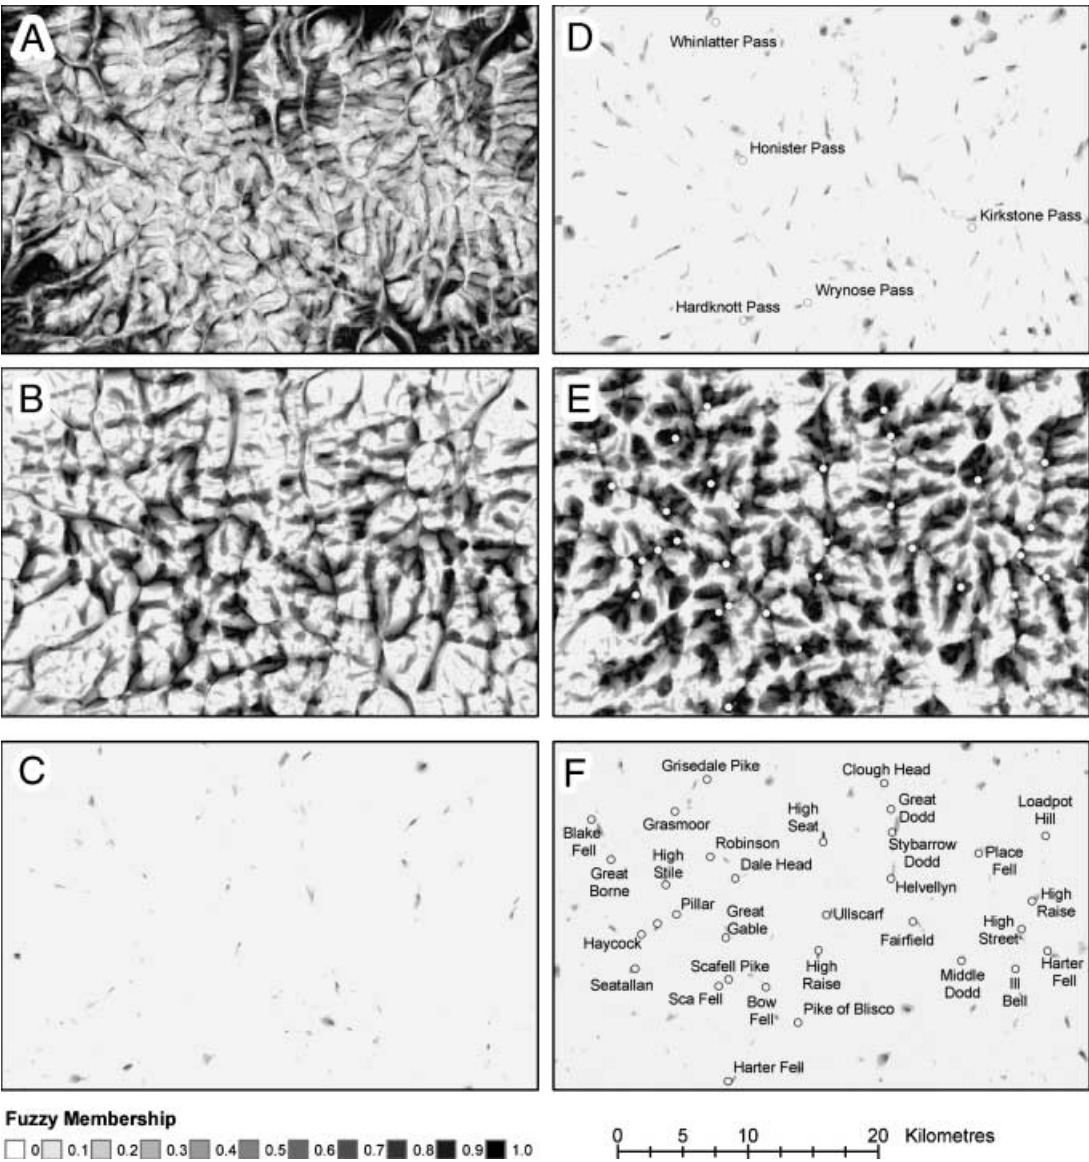 A
D
Whinlatter Pass
Honister Pass
Kirkstone Pass
Wrynose Pass
Hardknott Pass
B
E
C
F
Grisedale Pike
Clough Head
Great
Dodd
Loadpot
Hill
High
Seat
Blake
Fell
Grasmoor
Robinson
Stybarrow
Dodd
Place
Fell
Great
Borne
High
Stile
Dale Head
Helvellyn
High
Raise
Pillar
Great
Gable
Ullscarf
Fairfield
High
Street
Haycock
Harter
Fell
Seatallan
Scafell Pike
Sca Fell
Bow
Fell
High
Raise
Middle
Dodd
Ill
Bell
Pike of Blisco
Harter Fell
Fuzzy Membership
0 0.1 0.2 0.3 0.4 0.5 0.6 0.7 0.8 0.9 1.0
0 5 10 20 Kilometres